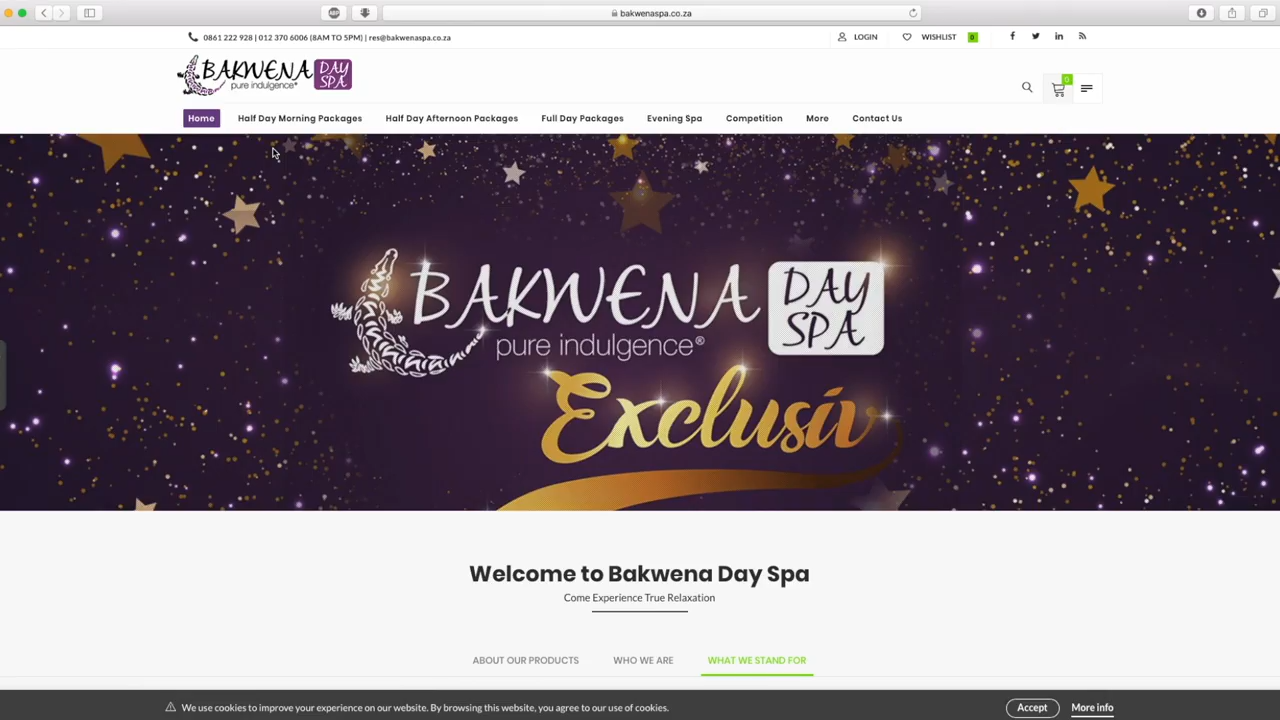 ABP
bakwenaspa.co.za
0861 222 928 | 012 370 6006 (8AM TO 5PM) | res@bakwenaspa.co.za
LOGIN
WISHLIST 0
BAKWENA DAY SPA
pure indulgence®
0
Home
Half Day Morning Packages
Half Day Afternoon Packages
Full Day Packages
Evening Spa
Competition
More
Contact Us
BAKWENA DAY SPA
pure indulgence®
Exclusiv
Welcome to Bakwena Day Spa
Come Experience True Relaxation
ABOUT OUR PRODUCTS
WHO WE ARE
WHAT WE STAND FOR
We use cookies to improve your experience on our website. By browsing this website, you agree to our use of cookies.
Accept
More info